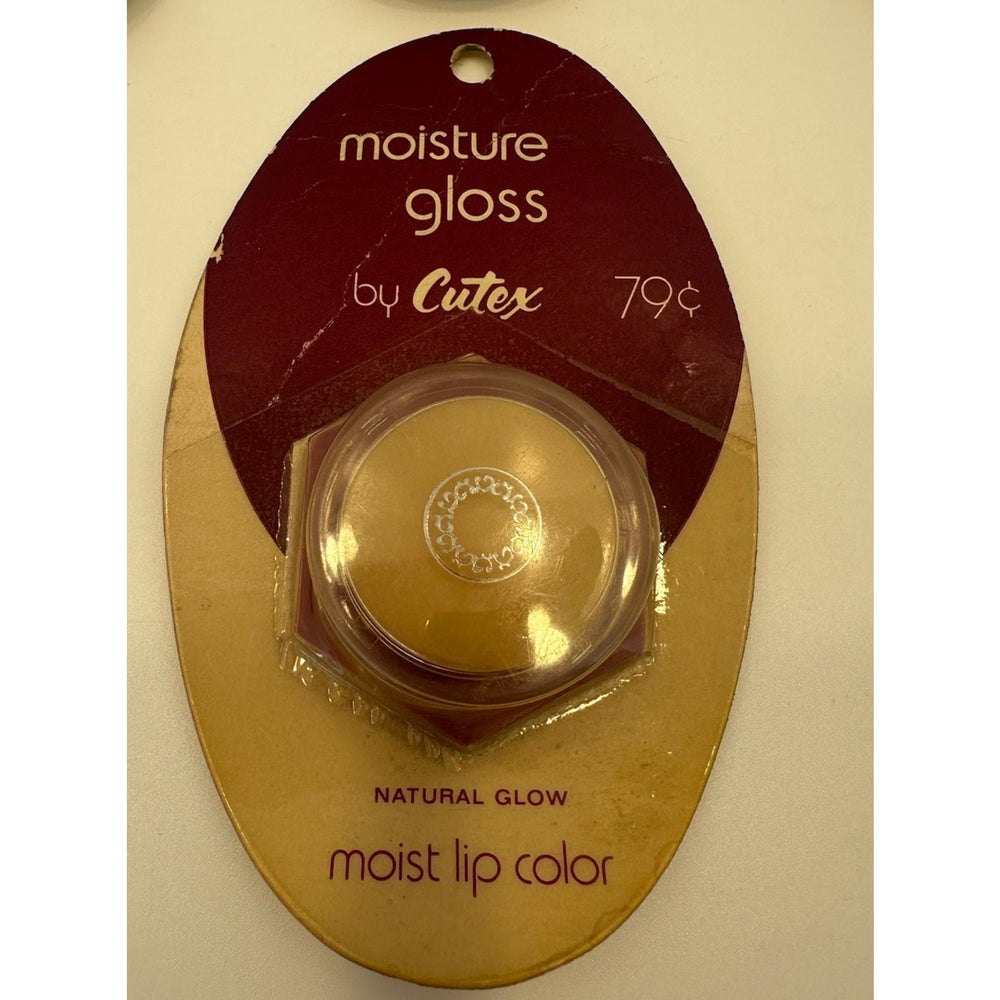 moisture
gloss
by Cutex 79¢
NATURAL GLOW
moist lip color